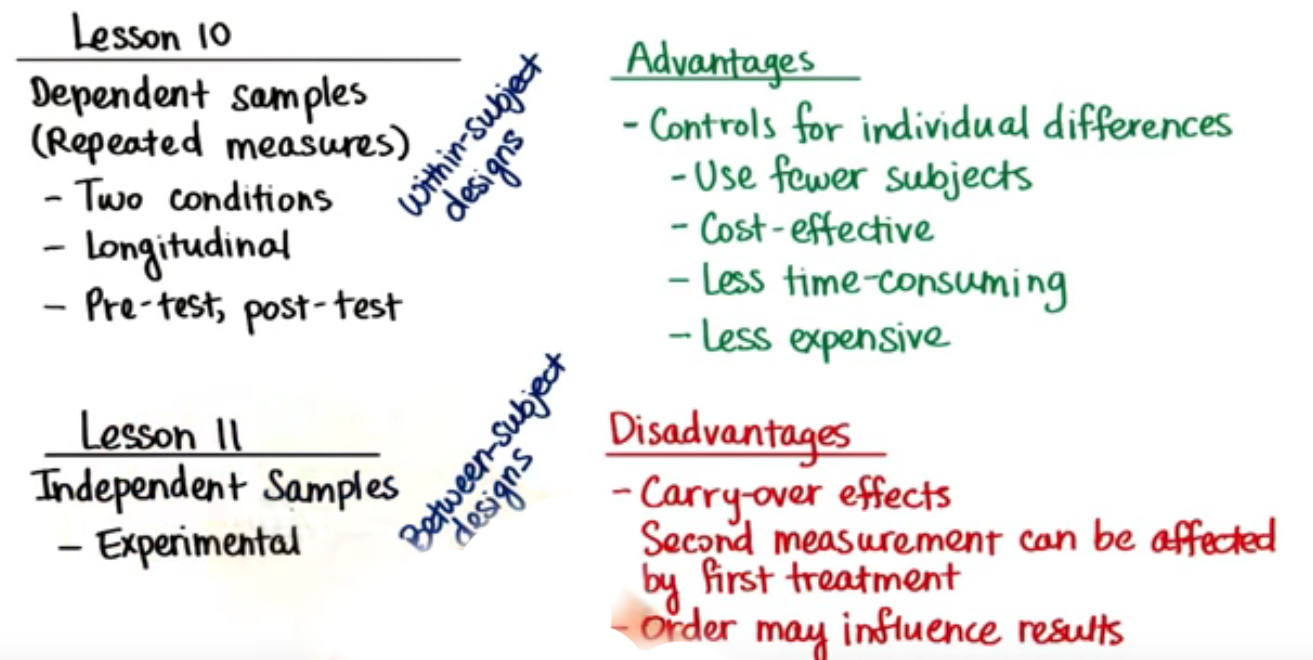 Lesson 10
Dependent samples
(Repeated measures)
- Two conditions
- Longitudinal
- Pre-test, post-test
Within-subject
designs
Lesson 11
Independent Samples
- Experimental
Between-subject
designs
Advantages
- Controls for individual differences
- Use fewer subjects
- Cost-effective
- Less time-consuming
- Less expensive
Disadvantages
- Carry-over effects
Second measurement can be affected
by first treatment
- Order may influence results